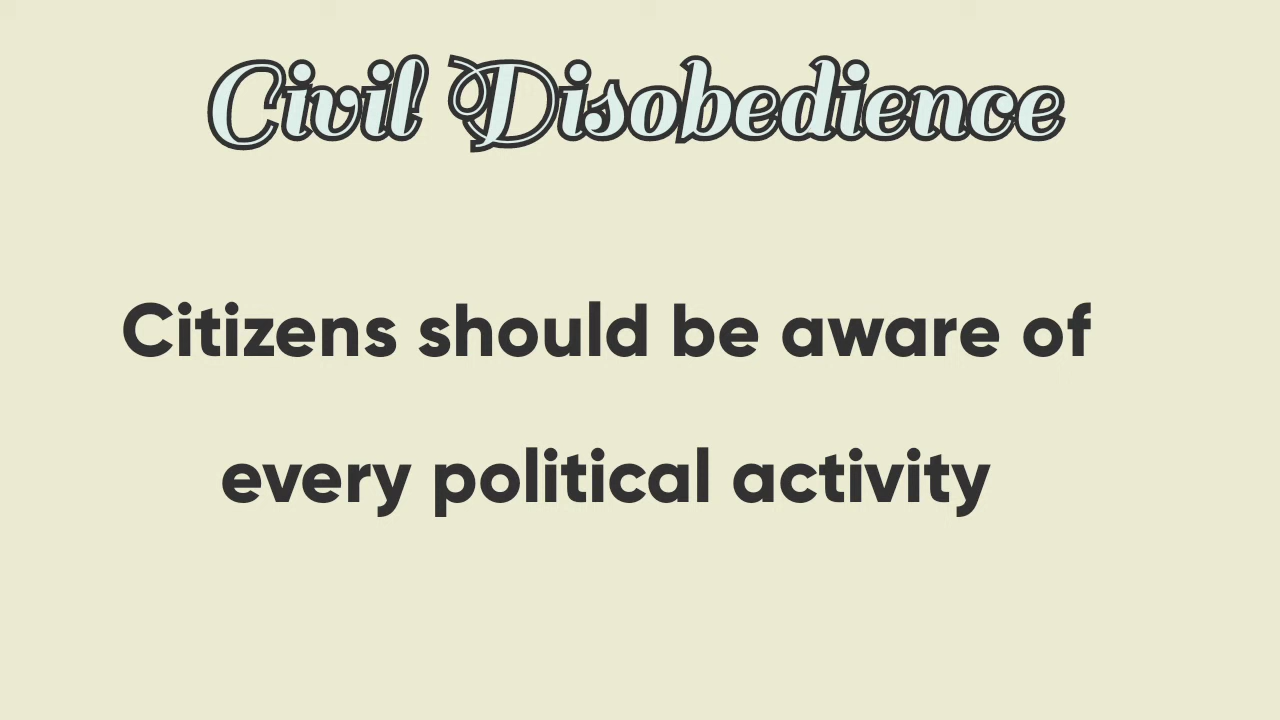 Civil Disobedience
Citizens should be aware of
every political activity